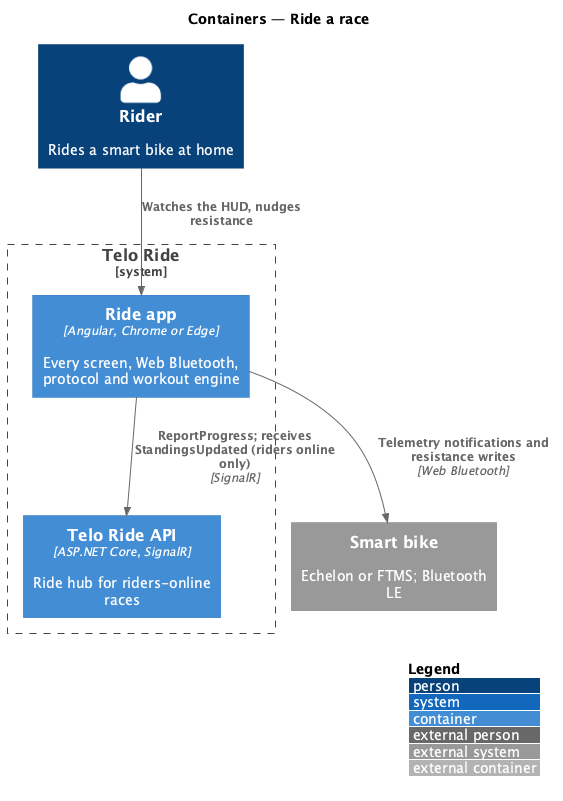 Containers — Ride a race
Rider
Rides a smart bike at home
Watches the HUD, nudges
resistance
Telo Ride
[system]
Ride app
[Angular, Chrome or Edge]
Every screen, Web Bluetooth,
protocol and workout engine
ReportProgress; receives
StandingsUpdated (riders online
only)
[SignalR]
Telemetry notifications and
resistance writes
[Web Bluetooth]
Telo Ride API
[ASP.NET Core, SignalR]
Ride hub for riders-online
races
Smart bike
Echelon or FTMS; Bluetooth
LE
Legend
person
system
container
external person
external system
external container